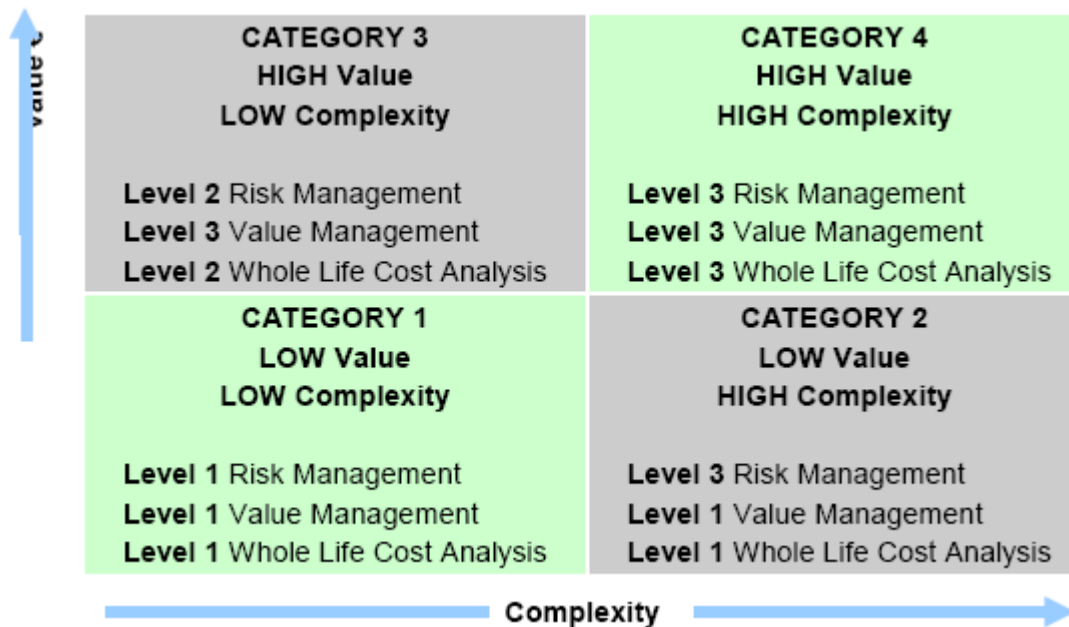 Value
CATEGORY 3
HIGH Value
LOW Complexity
Level 2 Risk Management
Level 3 Value Management
Level 2 Whole Life Cost Analysis
CATEGORY 4
HIGH Value
HIGH Complexity
Level 3 Risk Management
Level 3 Value Management
Level 3 Whole Life Cost Analysis
CATEGORY 1
LOW Value
LOW Complexity
Level 1 Risk Management
Level 1 Value Management
Level 1 Whole Life Cost Analysis
CATEGORY 2
LOW Value
HIGH Complexity
Level 3 Risk Management
Level 1 Value Management
Level 1 Whole Life Cost Analysis
Complexity